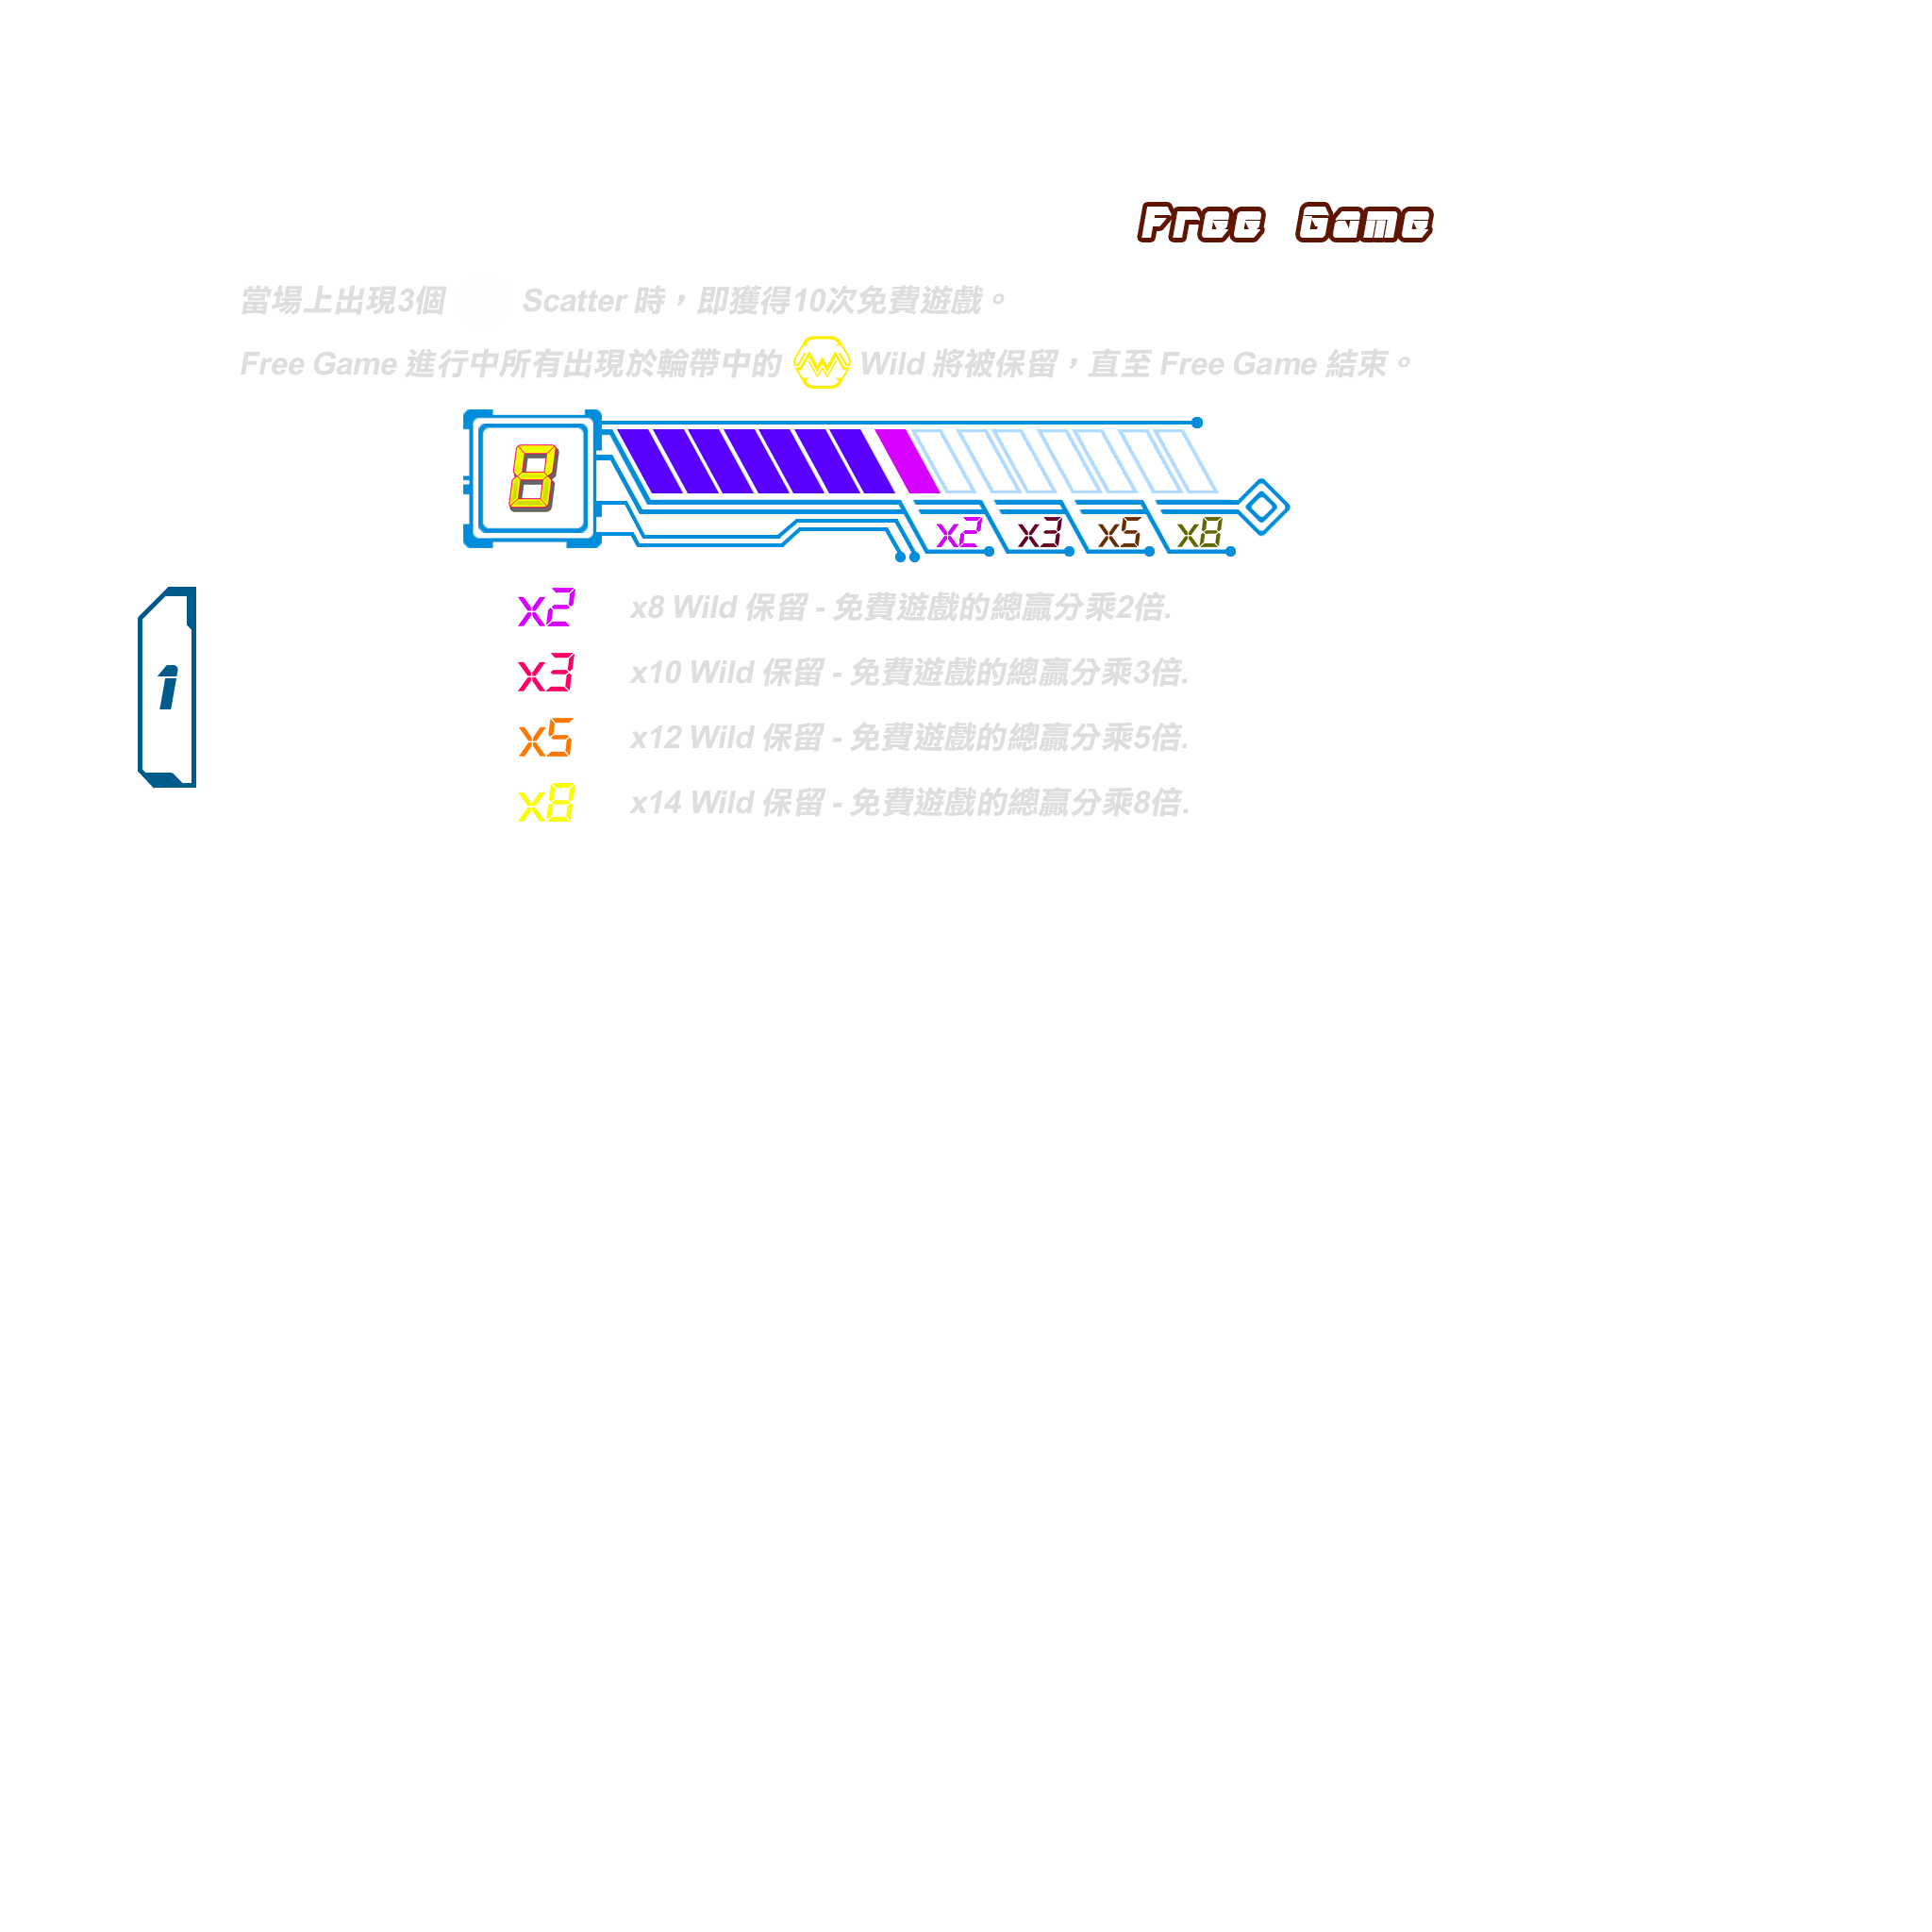 Free Game
當場上出現3個 Scatter 時，即獲得10次免費遊戲。
Free Game 進行中所有出現於輪帶中的 W Wild 將被保留，直至 Free Game 結束。
8
x2 x3 x5 x8
x2 x8 Wild 保留 - 免費遊戲的總贏分乘2倍.
x3 x10 Wild 保留 - 免費遊戲的總贏分乘3倍.
1
x5 x12 Wild 保留 - 免費遊戲的總贏分乘5倍.
x8 x14 Wild 保留 - 免費遊戲的總贏分乘8倍.